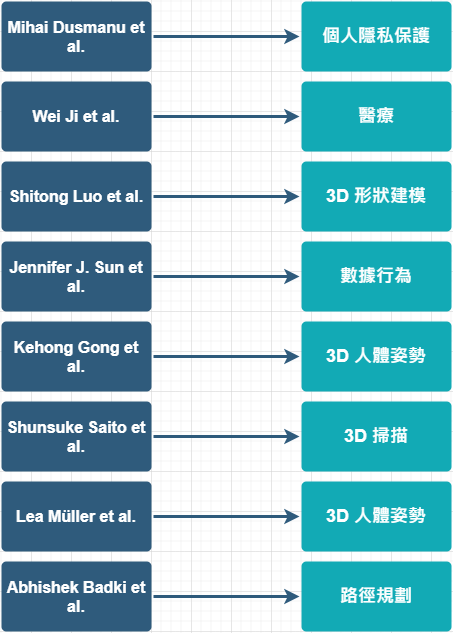 Mihai Dusmanu et
al.
個人隱私保護
Wei Ji et al.
醫療
Shitong Luo et al.
3D 形狀建模
Jennifer J. Sun et
al.
數據行為
Kehong Gong et
al.
3D 人體姿勢
Shunsuke Saito et
al.
3D 掃描
Lea Müller et al.
3D 人體姿勢
Abhishek Badki et
al.
路徑規劃